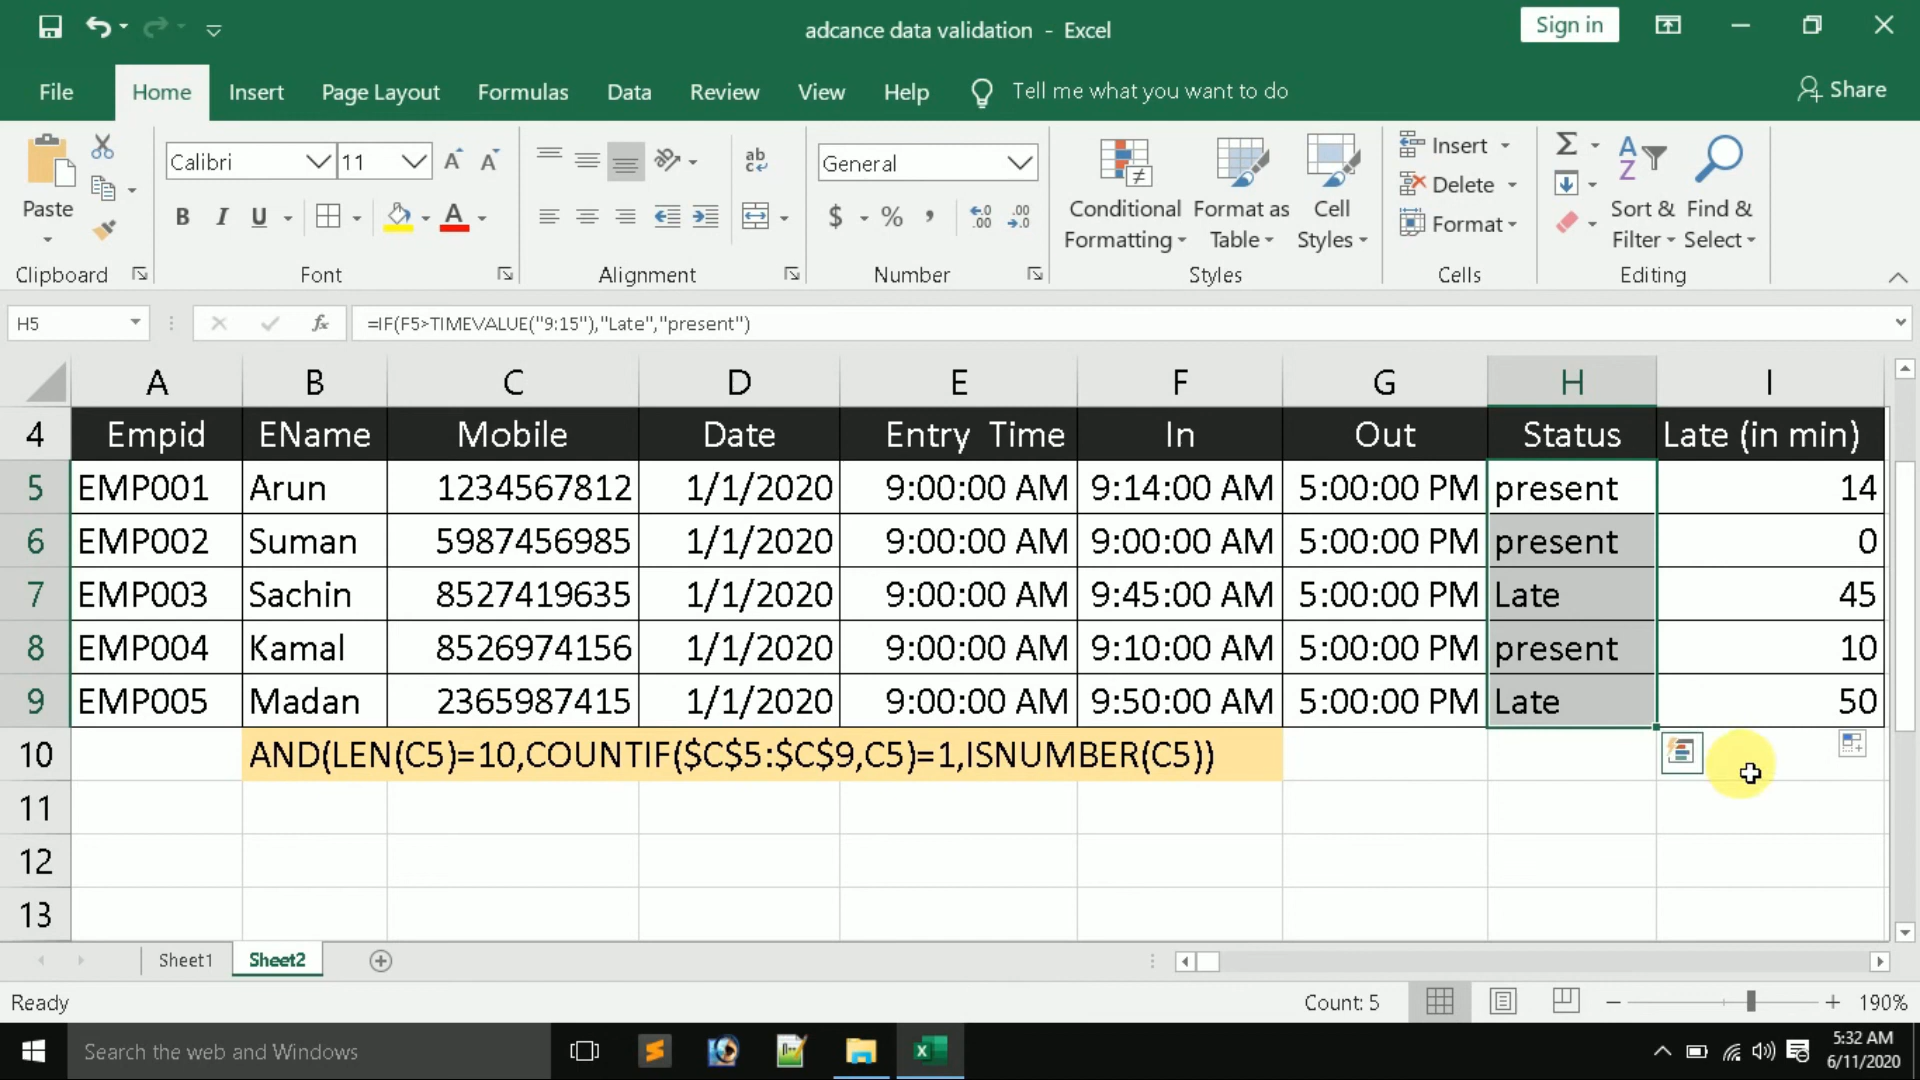 adcance data validation - Excel
Sign in
File Home Insert Page Layout Formulas Data Review View Help Tell me what you want to do Share
Paste
Clipboard
Calibri 11
B I U
Font
ab
Alignment
General
$ % ,
Number
Conditional Formatting
Format as Table
Cell Styles
Styles
Insert
Delete
Format
Cells
Sort & Filter
Find & Select
Editing
H5 fx =IF(F5>TIMEVALUE("9:15"),"Late","present")
A B C D E F G H I
4 Empid EName Mobile Date Entry Time In Out Status Late (in min)
5 EMP001 Arun 1234567812 1/1/2020 9:00:00 AM 9:14:00 AM 5:00:00 PM present 14
6 EMP002 Suman 5987456985 1/1/2020 9:00:00 AM 9:00:00 AM 5:00:00 PM present 0
7 EMP003 Sachin 8527419635 1/1/2020 9:00:00 AM 9:45:00 AM 5:00:00 PM Late 45
8 EMP004 Kamal 8526974156 1/1/2020 9:00:00 AM 9:10:00 AM 5:00:00 PM present 10
9 EMP005 Madan 2365987415 1/1/2020 9:00:00 AM 9:50:00 AM 5:00:00 PM Late 50
10 AND(LEN(C5)=10,COUNTIF($C$5:$C$9,C5)=1,ISNUMBER(C5))
11
12
13
Sheet1 Sheet2
Ready Count: 5 190%
Search the web and Windows
5:32 AM
6/11/2020